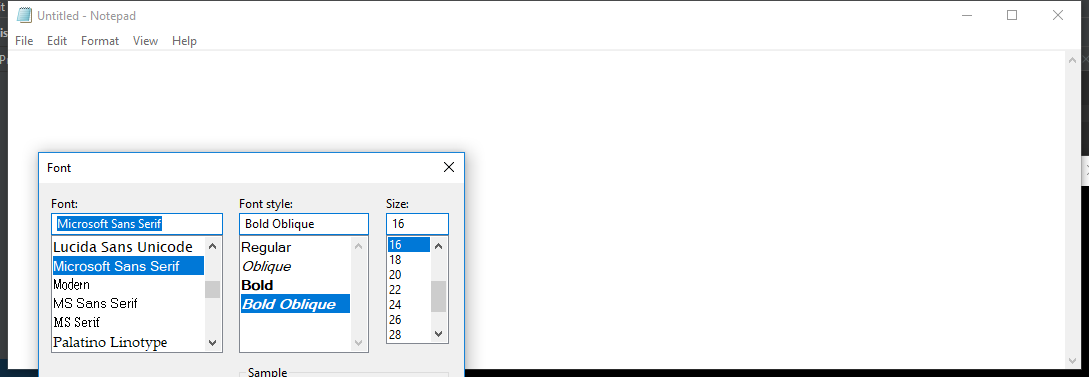 Untitled - Notepad
File Edit Format View Help
Font
Font: Font style: Size:
Microsoft Sans Serif Bold Oblique 16
Lucida Sans Unicode Regular 16
Microsoft Sans Serif Oblique 18
Modern Bold 20
MS Sans Serif Bold Oblique 22
MS Serif 24
Palatino Linotype 26
28
Sample